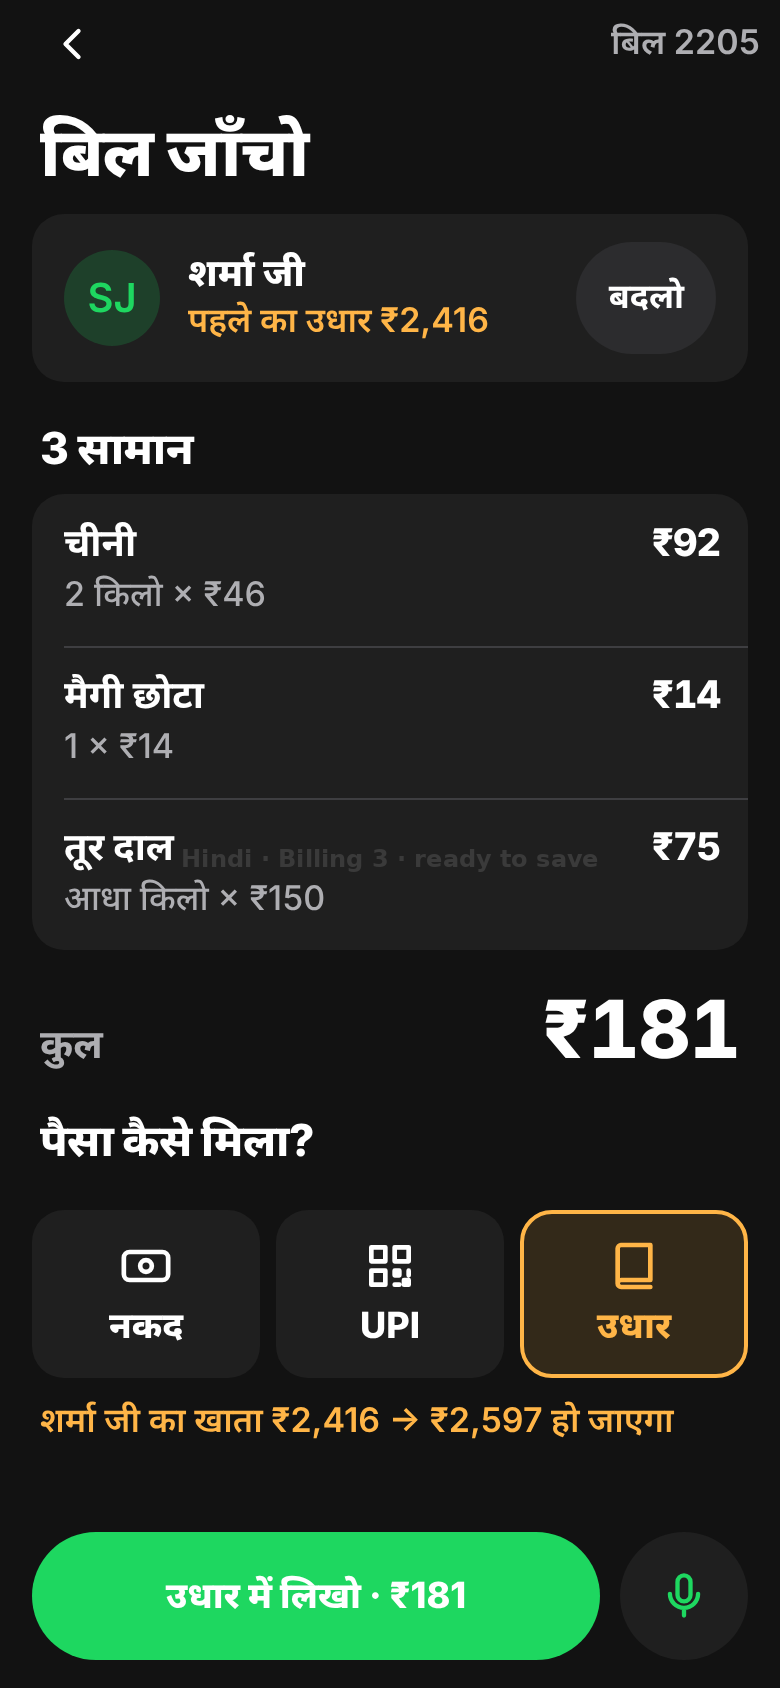 बिल 2205
बिल जाँचो
SJ
शर्मा जी
पहले का उधार ₹2,416
बदलो
3 सामान
चीनी ₹92
2 किलो × ₹46
मैगी छोटा ₹14
1 × ₹14
तूर दाल ₹75
Hindi · Billing 3 · ready to save
आधा किलो × ₹150
कुल ₹181
पैसा कैसे मिला?
नकद
UPI
उधार
शर्मा जी का खाता ₹2,416 → ₹2,597 हो जाएगा
उधार में लिखो · ₹181